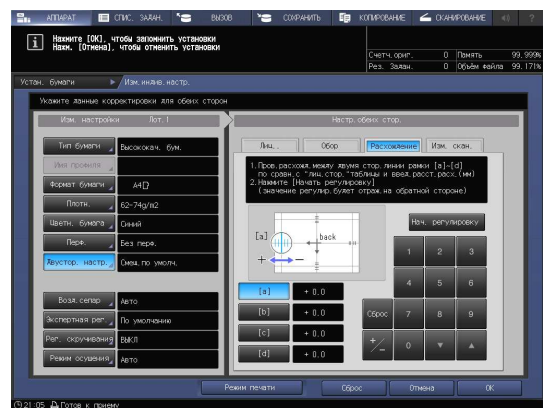 АППАРАТ
СПИС. ЗАДАН.
ВЫЗОВ
СОХРАНИТЬ
КОПИРОВАНИЕ
СКАНИРОВАНИЕ
?
Нажмите [OK], чтобы запомнить установки
Нажм. [Отмена], чтобы отменить установки
Счетч.ориг. 0 Память 99.999%
Рез. Задан. 0 Объём файла 99.171%
Устан. бумаги
Изм.индив.настр.
Укажите данные корректировки для обеих сторон
Изм. настройки Лот.1
Тип бумаги Высококач. бум.
Имя профиля
Формат бумаги A4
Плотн. 62-74g/m2
Цветн. бумага Синий
Перф. Без перф.
Двустор. настр. Смещ.по умолч.
Возд.сепар Авто
Экспертная рег. По умолчанию
Рег. скручивания ВЫКЛ
Режим осушения Авто
Настр.обеих стор.
Лиц.
Обор
Расхождение
Изм. скан.
1.Пров.расхожд.между двумя стор.линии рамки [a]~[d]
по сравн.с "лиц.стор."таблицы и введ.расст.расх.(мм)
2.Нажмите [Начать регулировку]
(значение регулир.будет отраж.на обратной стороне)
[a]
back
+ -
Нач. регулировку
[a] + 0.0
[b] + 0.0
[c] + 0.0
[d] + 0.0
1 2 3
4 5 6
Сброс 7 8 9
+/- 0 ▼ ▲
Режим печати
Сброс
Отмена
OK
21:05 Готов к приему